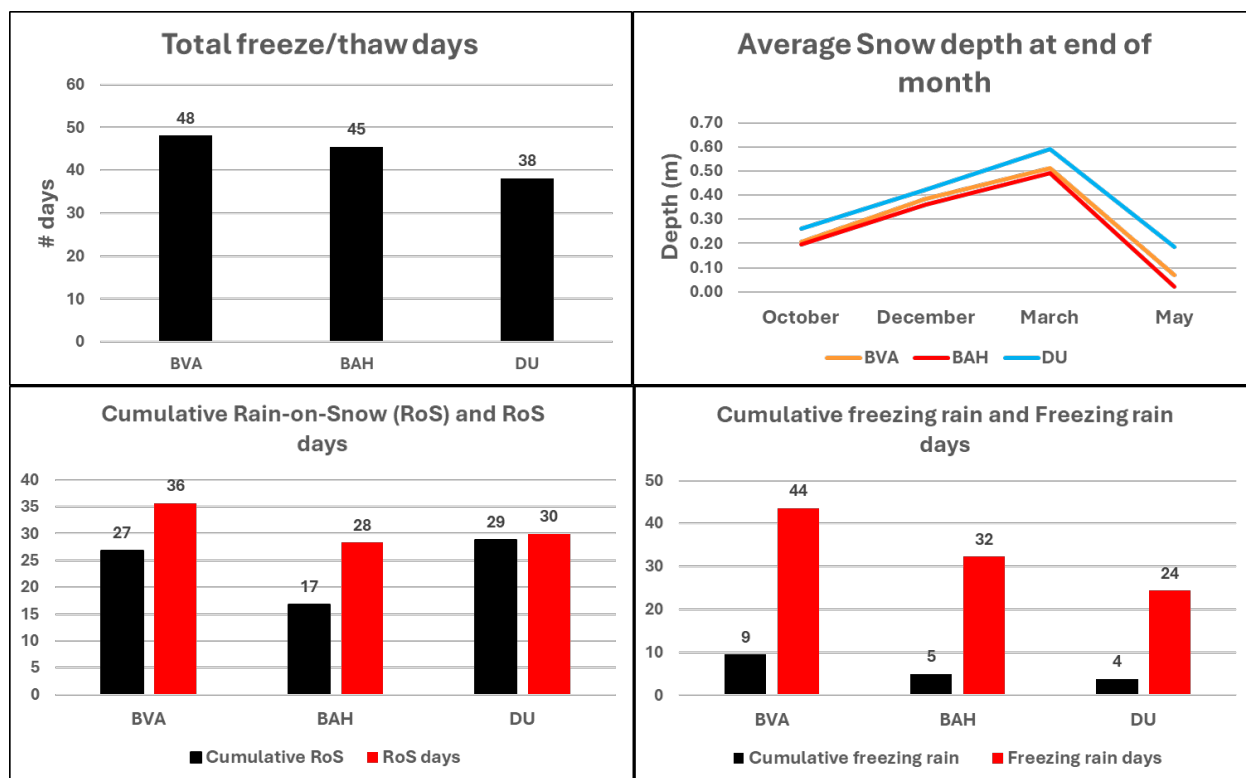 Total freeze/thaw days
60
50
40
30
20
10
0
# days
48
45
38
BVA
BAH
DU
Average Snow depth at end of
month
0.70
0.60
0.50
0.40
0.30
0.20
0.10
0.00
Depth (m)
October
December
March
May
BVA
BAH
DU
Cumulative Rain-on-Snow (RoS) and RoS
days
40
35
30
25
20
15
10
5
0
27
36
17
28
29
30
BVA
BAH
DU
Cumulative RoS
RoS days
Cumulative freezing rain and Freezing rain
days
50
40
30
20
10
0
9
44
5
32
4
24
BVA
BAH
DU
Cumulative freezing rain
Freezing rain days